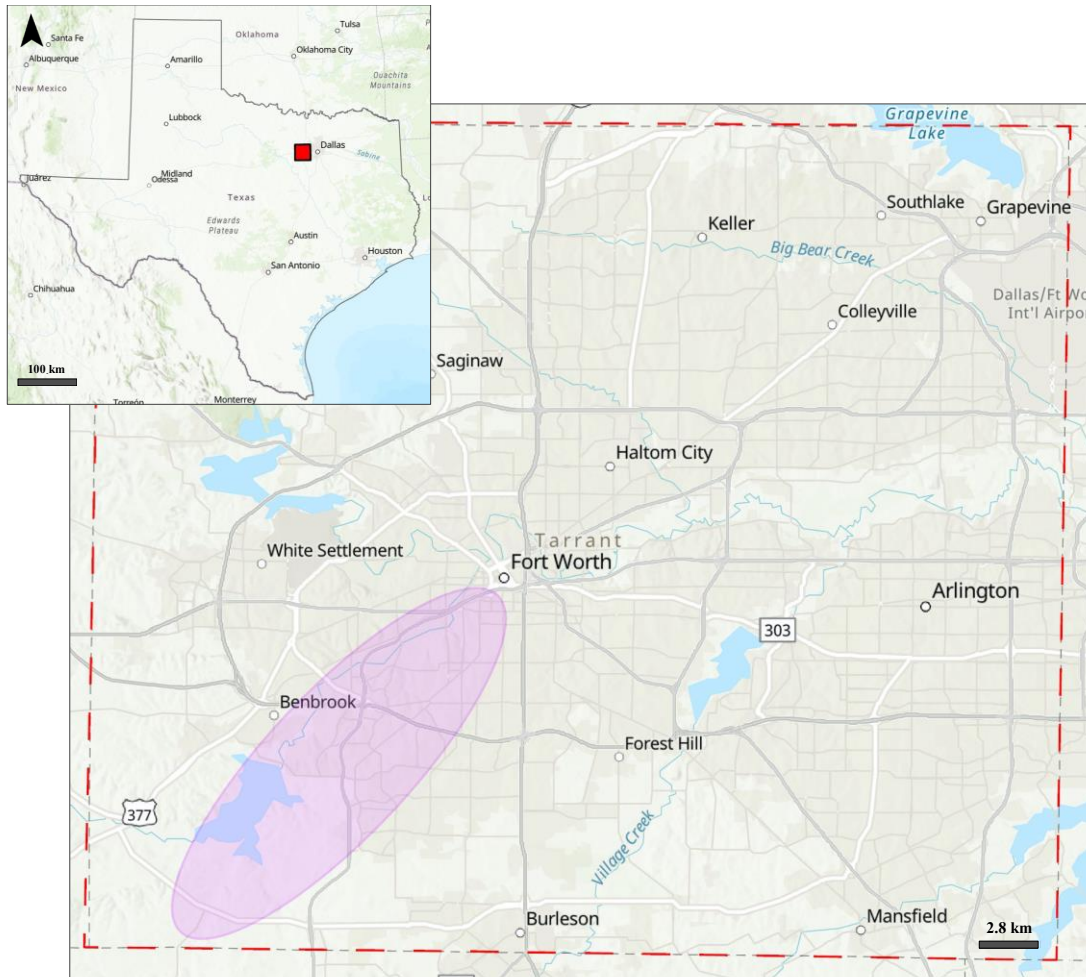 Santa Fe
Albuquerque
New Mexico
Tulsa
Oklahoma
Oklahoma City
Amarillo
Ouachita
Mountains
Lubbock
Dallas
Sabine
Midland
Odessa
Juárez
Texas
Edwards
Plateau
Austin
Houston
San Antonio
Chihuahua
100 km
Torreón
Monterrey
Grapevine
Lake
Southlake
Grapevine
Keller
Big Bear Creek
Dallas/Ft Wo
Int'l Airpor
Colleyville
Saginaw
Haltom City
Tarrant
White Settlement
Fort Worth
Arlington
303
Benbrook
Forest Hill
377
Village Creek
Burleson
Mansfield
2.8 km